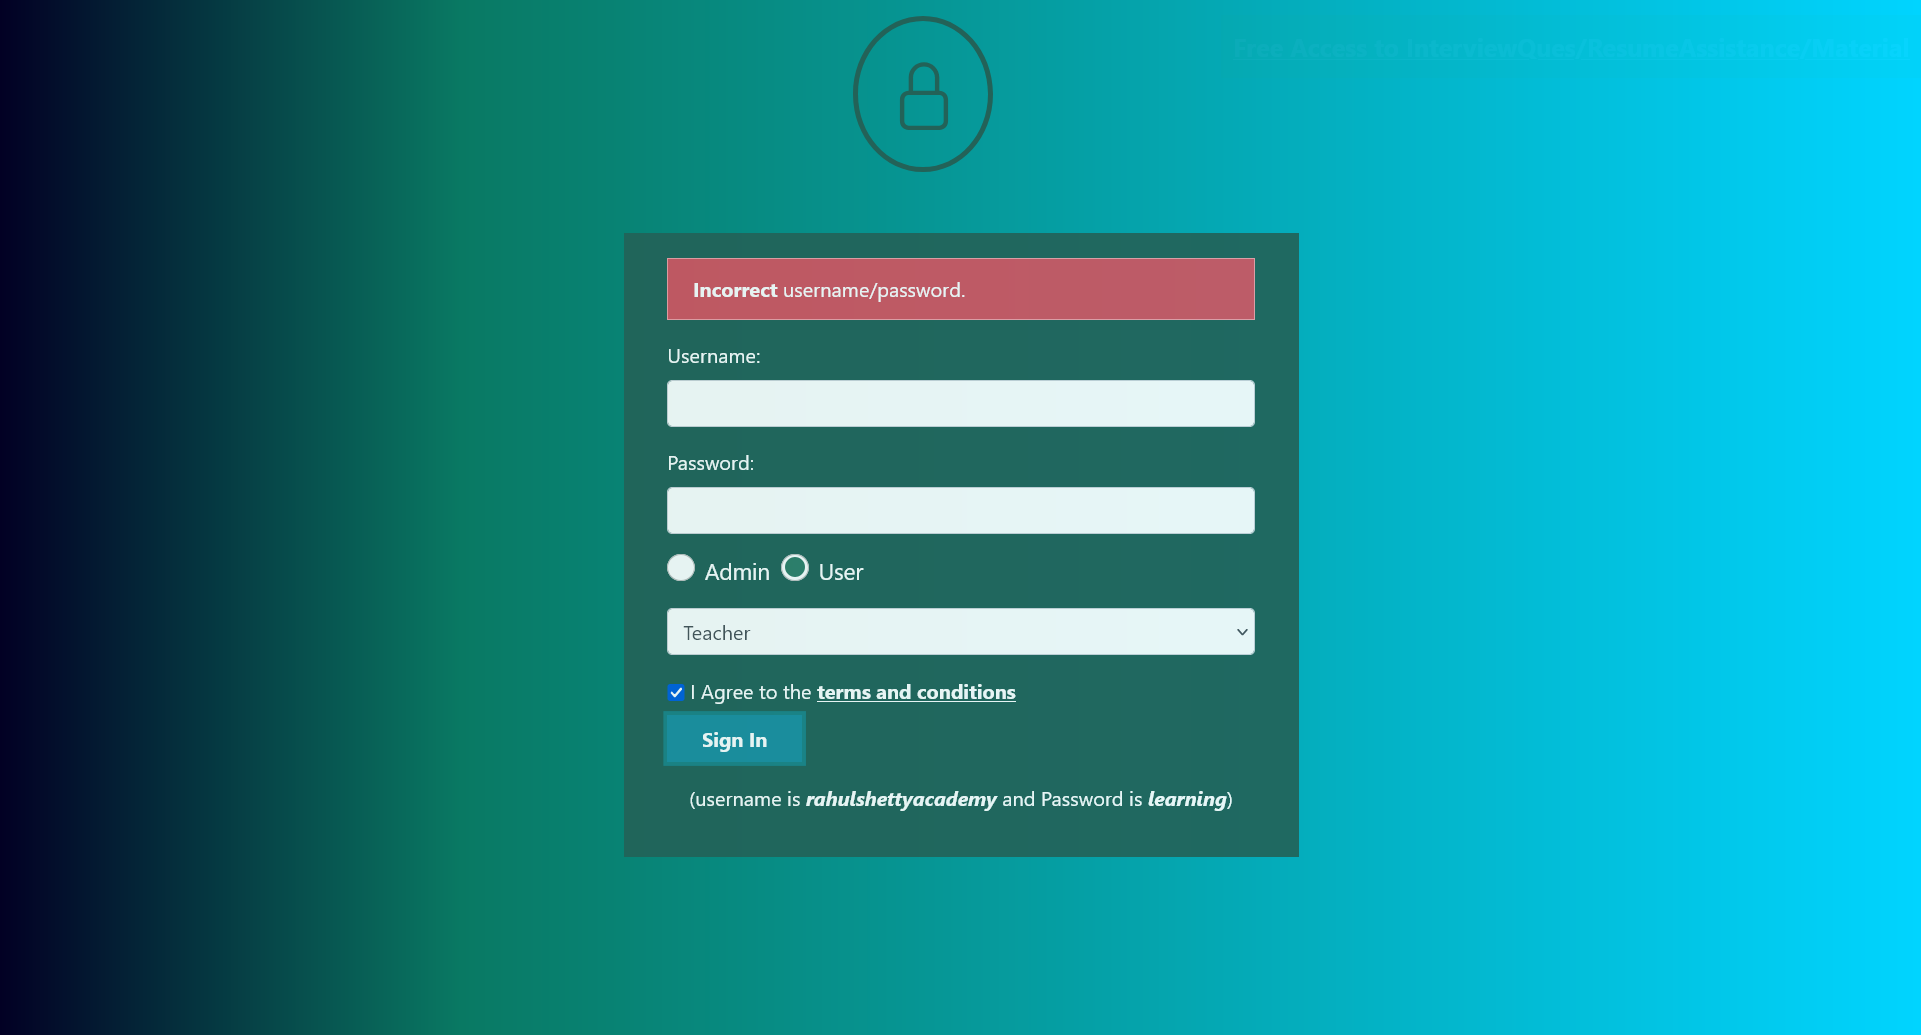 Free Access to InterviewQues/ResumeAssistance/Material
Incorrect username/password.
Username:
Password:
Admin User
Teacher
I Agree to the terms and conditions
Sign In
(username is rahulshettyacademy and Password is learning)